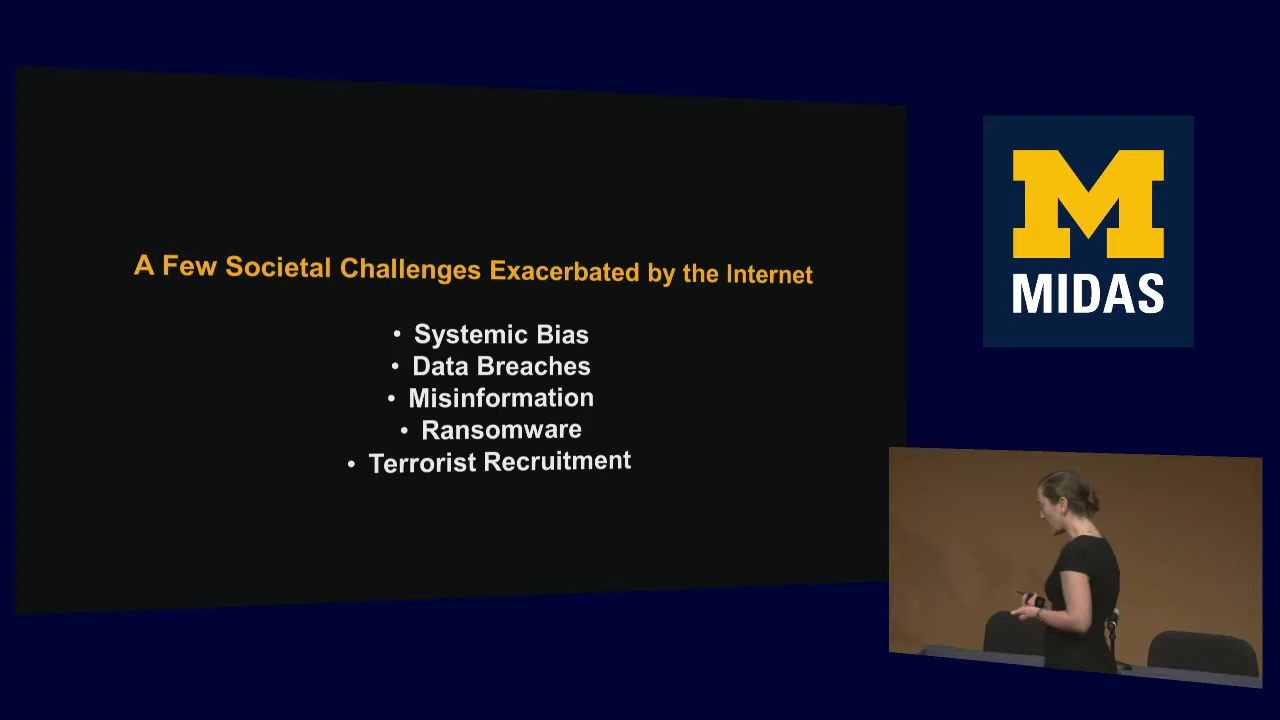 A Few Societal Challenges Exacerbated by the Internet
• Systemic Bias
• Data Breaches
• Misinformation
• Ransomware
• Terrorist Recruitment
M
MIDAS